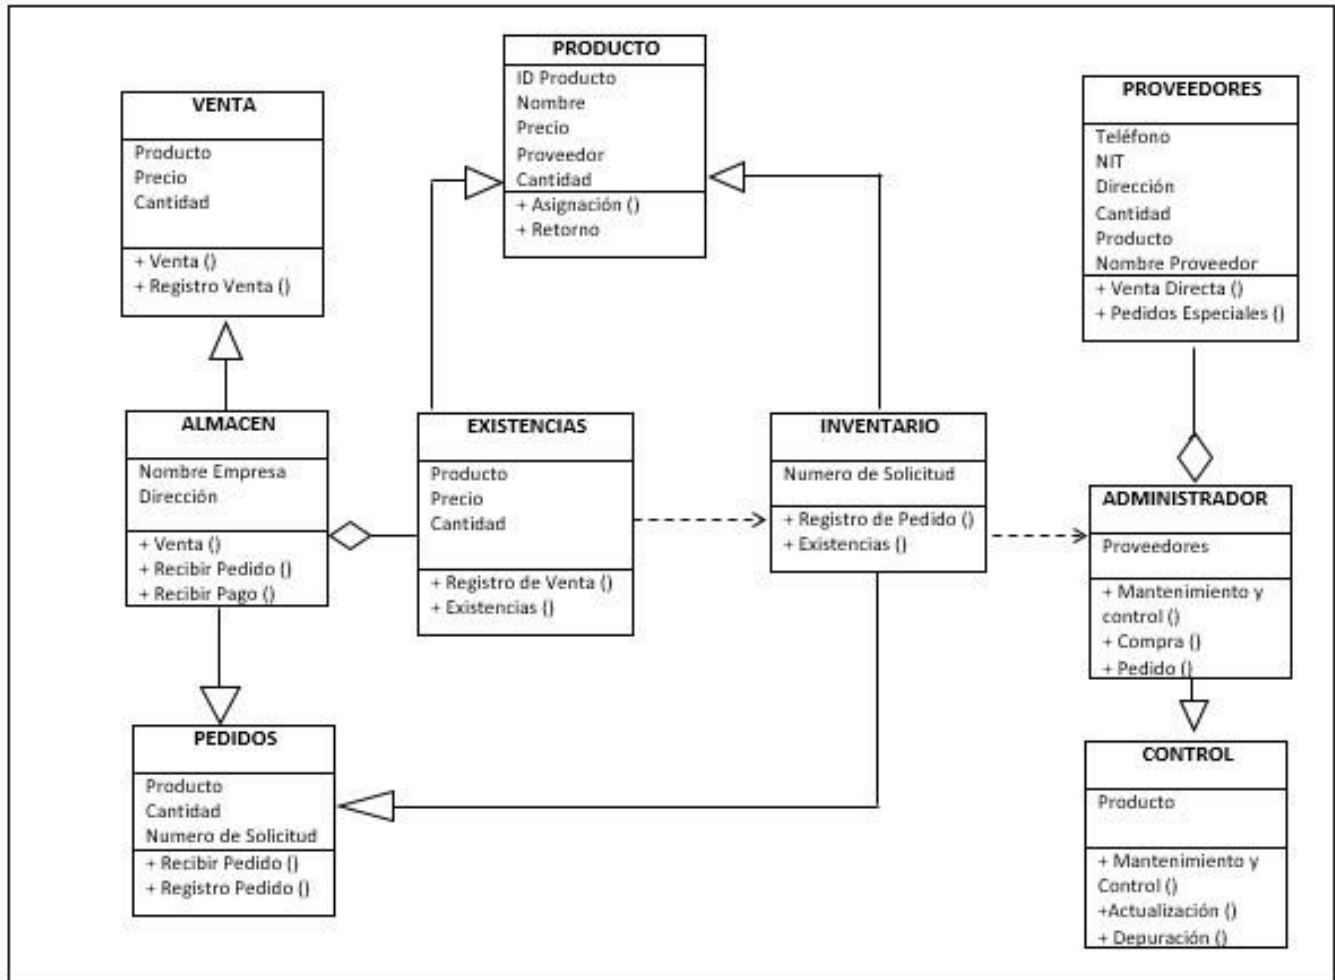 PRODUCTO
ID Producto
Nombre
Precio
Proveedor
Cantidad
+ Asignación ()
+ Retorno
VENTA
Producto
Precio
Cantidad
+ Venta ()
+ Registro Venta ()
PROVEEDORES
Teléfono
NIT
Dirección
Cantidad
Producto
Nombre Proveedor
+ Venta Directa ()
+ Pedidos Especiales ()
ALMACEN
Nombre Empresa
Dirección
+ Venta ()
+ Recibir Pedido ()
+ Recibir Pago ()
EXISTENCIAS
Producto
Precio
Cantidad
+ Registro de Venta ()
+ Existencias ()
INVENTARIO
Numero de Solicitud
+ Registro de Pedido ()
+ Existencias ()
ADMINISTRADOR
Proveedores
+ Mantenimiento y
control ()
+ Compra ()
+ Pedido ()
PEDIDOS
Producto
Cantidad
Numero de Solicitud
+ Recibir Pedido ()
+ Registro Pedido ()
CONTROL
Producto
+ Mantenimiento y
Control ()
+Actualización ()
+ Depuración ()